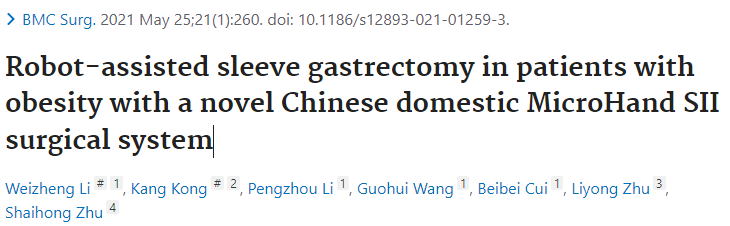 BMC Surg. 2021 May 25;21(1):260. doi: 10.1186/s12893-021-01259-3.
Robot-assisted sleeve gastrectomy in patients with
obesity with a novel Chinese domestic MicroHand SII
surgical system
Weizheng Li # 1, Kang Kong # 2, Pengzhou Li 1, Guohui Wang 1, Beibei Cui 1, Liyong Zhu 3,
Shaihong Zhu 4